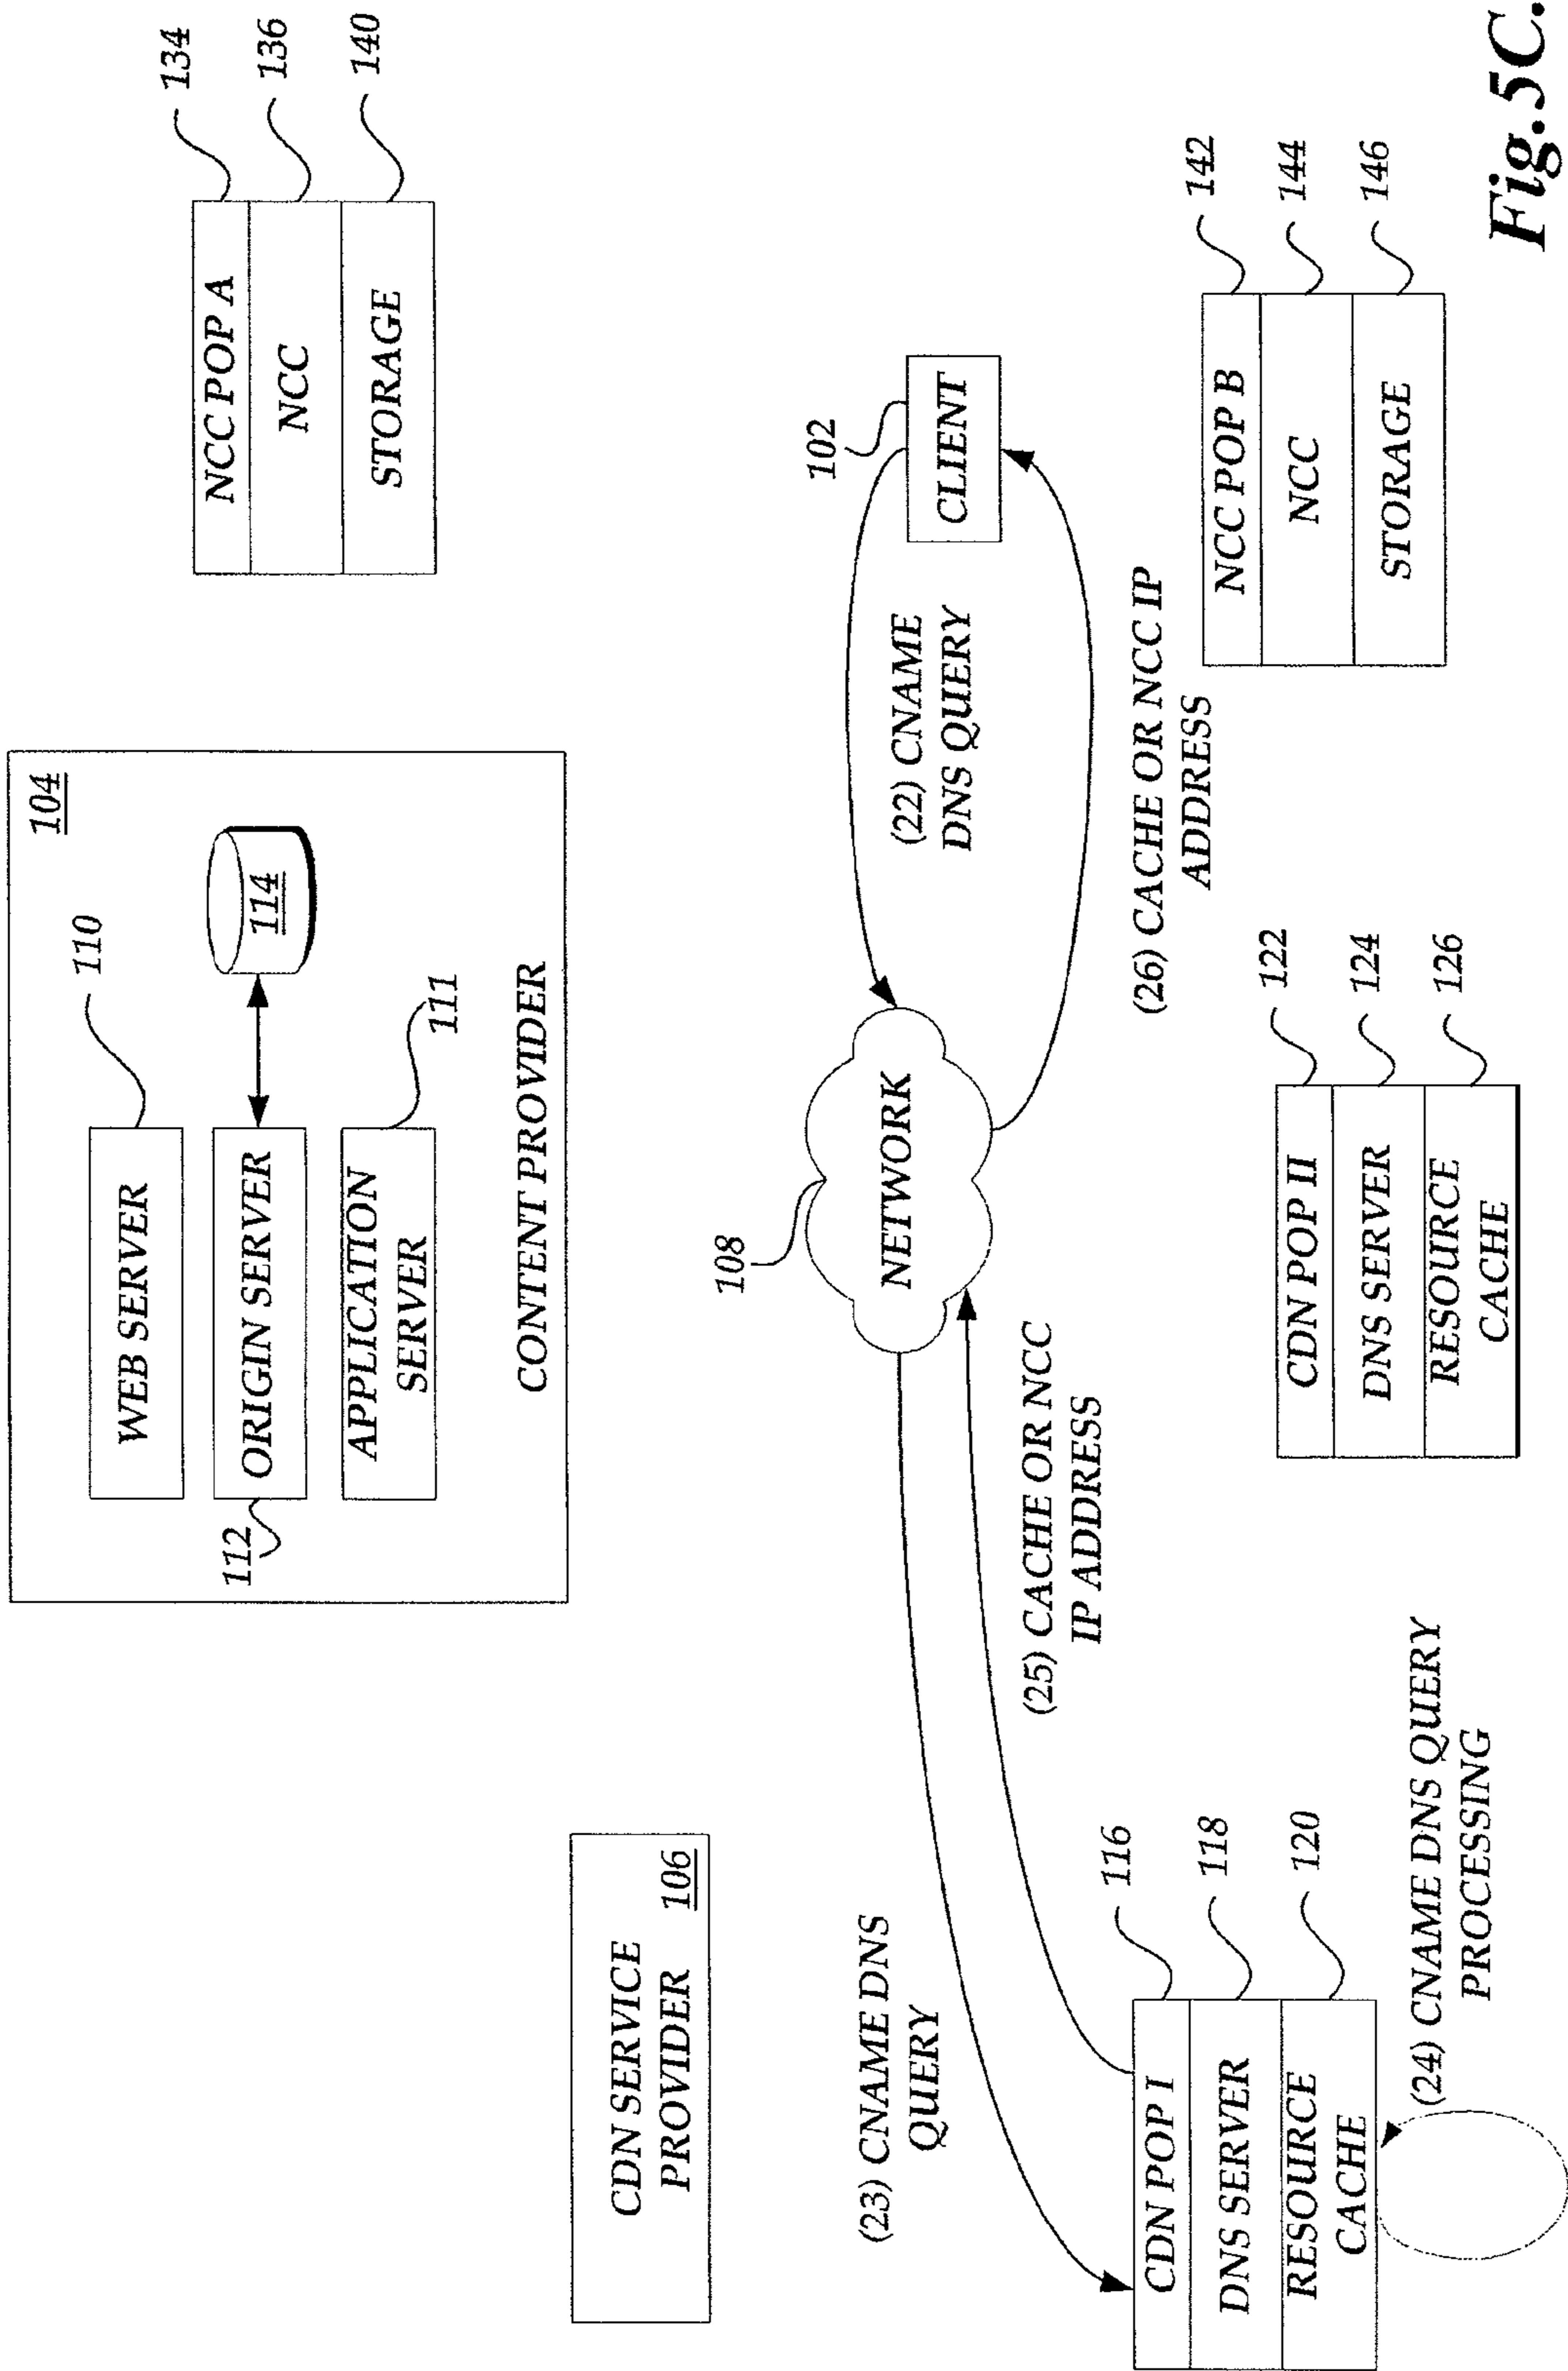 104
110
WEB SERVER
ORIGIN SERVER
112
114
APPLICATION
SERVER
111
CONTENT PROVIDER
NCC POP A
NCC
STORAGE
134
136
140
CDN SERVICE
PROVIDER
106
108
NETWORK
102
CLIENT
(22) CNAME
DNS QUERY
(23) CNAME DNS
QUERY
(25) CACHE OR NCC
IP ADDRESS
(26) CACHE OR NCC IP
ADDRESS
CDN POP I
DNS SERVER
RESOURCE
CACHE
116
118
120
(24) CNAME DNS QUERY
PROCESSING
CDN POP II
DNS SERVER
RESOURCE
CACHE
122
124
126
NCC POP B
NCC
STORAGE
142
144
146
Fig.5C.